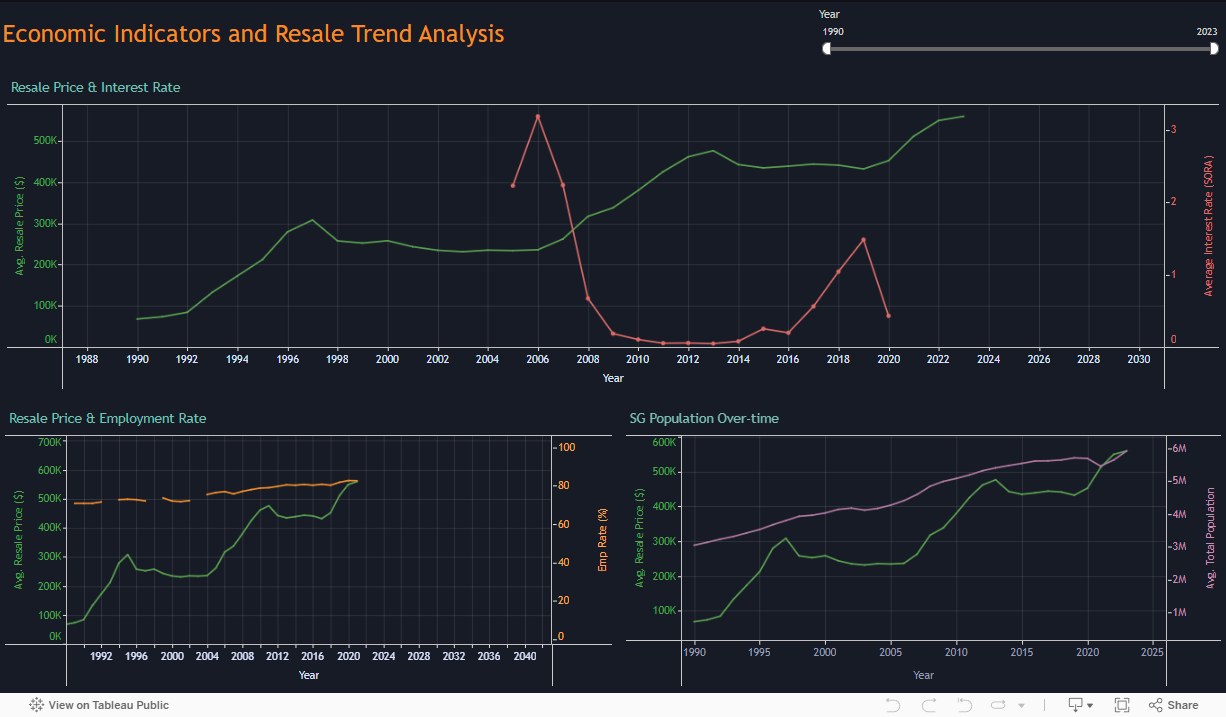 Economic Indicators and Resale Trend Analysis
Year
1990 2023
Resale Price & Interest Rate
500K
400K
300K
200K
100K
0K
Avg. Resale Price ($)
3
2
1
0
Average Interest Rate (SORA)
1988 1990 1992 1994 1996 1998 2000 2002 2004 2006 2008 2010 2012 2014 2016 2018 2020 2022 2024 2026 2028 2030
Year
Resale Price & Employment Rate
700K
600K
500K
400K
300K
200K
100K
0K
Avg. Resale Price ($)
100
80
60
40
20
0
Emp Rate (%)
1992 1996 2000 2004 2008 2012 2016 2020 2024 2028 2032 2036 2040
Year
SG Population Over-time
600K
500K
400K
300K
200K
100K
Avg. Resale Price ($)
6M
5M
4M
3M
2M
1M
Avg. Total Population
1990 1995 2000 2005 2010 2015 2020 2025
Year
View on Tableau Public
Share